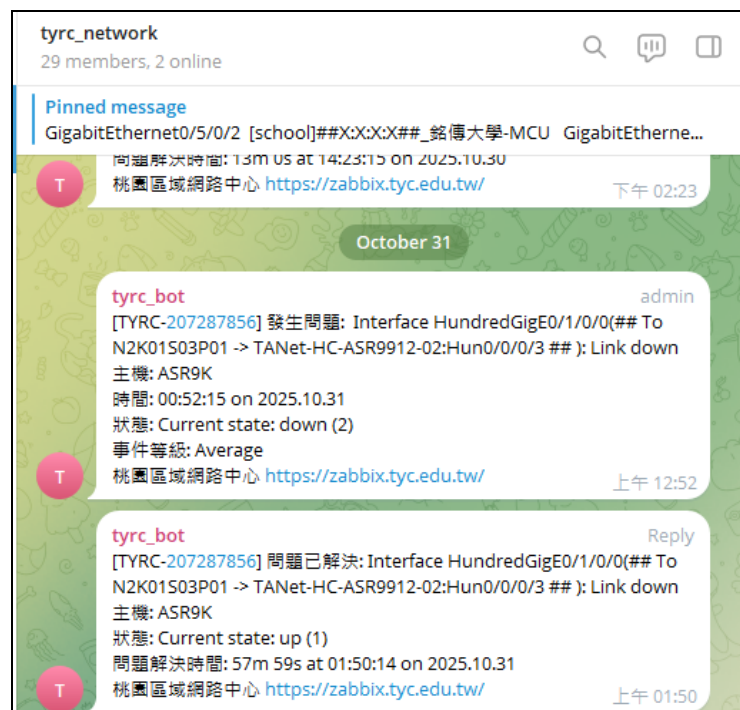 tyrc_network
29 members, 2 online
Pinned message
GigabitEthernet0/5/0/2 [school]##X:X:X:X##_銘傳大學-MCU GigabitEtherne...
問題解決時間: 13m 0s at 14:23:15 on 2025.10.30
桃園區域網路中心 https://zabbix.tyc.edu.tw/
下午 02:23
T
October 31
tyrc_bot
admin
[TYRC-207287856] 發生問題: Interface HundredGigE0/1/0/0(## To
N2K01S03P01 -> TANet-HC-ASR9912-02:Hun0/0/0/3 ## ): Link down
主機: ASR9K
時間: 00:52:15 on 2025.10.31
狀態: Current state: down (2)
事件等級: Average
桃園區域網路中心 https://zabbix.tyc.edu.tw/
上午 12:52
T
tyrc_bot
Reply
[TYRC-207287856] 問題已解決: Interface HundredGigE0/1/0/0(## To
N2K01S03P01 -> TANet-HC-ASR9912-02:Hun0/0/0/3 ## ): Link down
主機: ASR9K
狀態: Current state: up (1)
問題解決時間: 57m 59s at 01:50:14 on 2025.10.31
桃園區域網路中心 https://zabbix.tyc.edu.tw/
上午 01:50
T